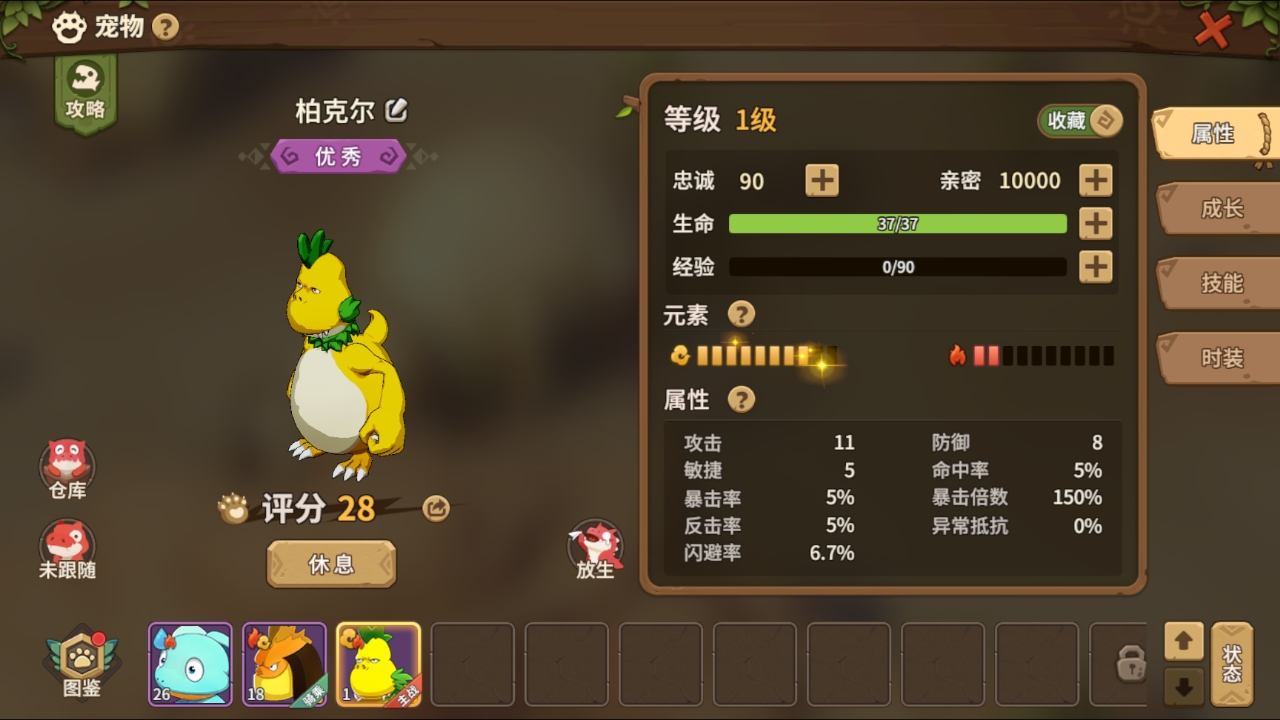 宠物 ?
攻略
柏克尔
优秀
等级 1级 收藏
忠诚 90 亲密 10000
生命 37/37
经验 0/90
元素 ?
属性 ?
攻击 11 防御 8
敏捷 5 命中率 5%
暴击率 5% 暴击倍数 150%
反击率 5% 异常抵抗 0%
闪避率 6.7%
属性
成长
技能
时装
仓库
未跟随
评分 28
休息
放生
图鉴
26
18 骑乘
1 主战
状态